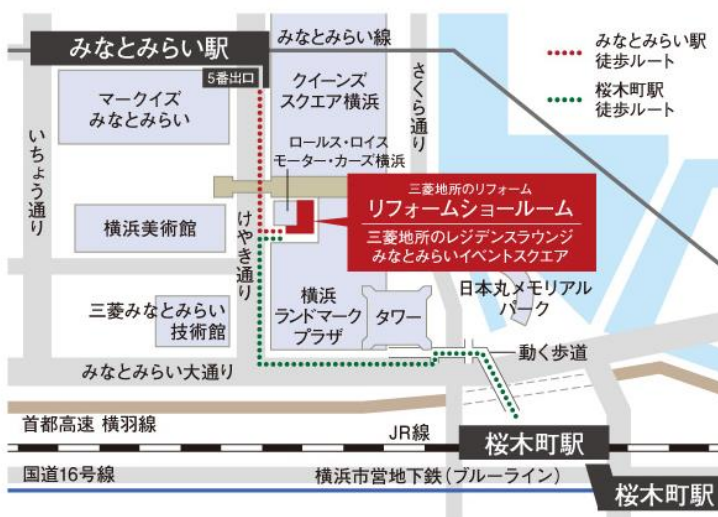 みなとみらい駅
5番出口
みなとみらい線
みなとみらい駅
徒歩ルート
桜木町駅
徒歩ルート
マークイズ
みなとみらい
クイーンズ
スクエア横浜
さくら通り
いちょう通り
ロールス・ロイス
モーター・カーズ横浜
三菱地所のリフォーム
リフォームショールーム
三菱地所のレジデンスラウンジ
みなとみらいイベントスクエア
横浜美術館
けやき通り
日本丸メモリアル
パーク
三菱みなとみらい
技術館
横浜
ランドマーク
プラザ
タワー
動く歩道
みなとみらい大通り
首都高速 横羽線
JR線
桜木町駅
国道16号線
横浜市営地下鉄(ブルーライン)
桜木町駅